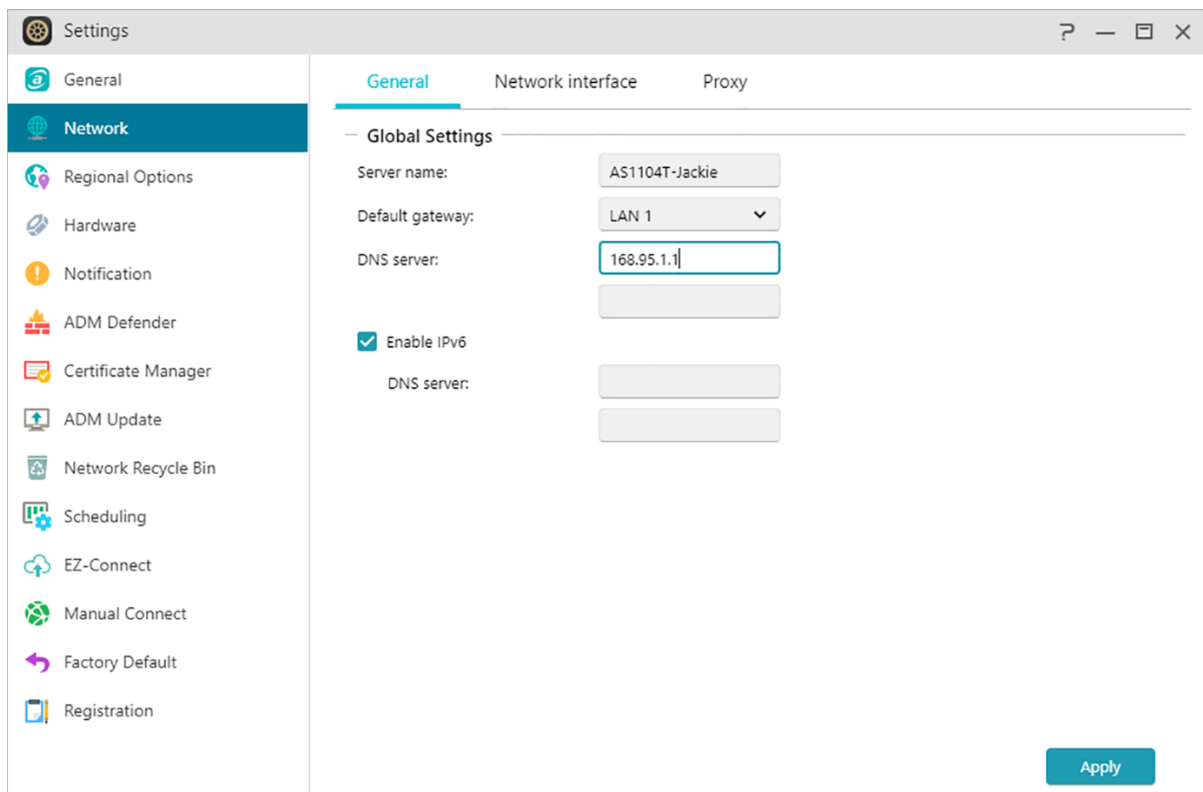 Settings
General
Network
Regional Options
Hardware
Notification
ADM Defender
Certificate Manager
ADM Update
Network Recycle Bin
Scheduling
EZ-Connect
Manual Connect
Factory Default
Registration
General Network interface Proxy
Global Settings
Server name: AS1104T-Jackie
Default gateway: LAN 1
DNS server: 168.95.1.1
Enable IPv6
DNS server:
Apply